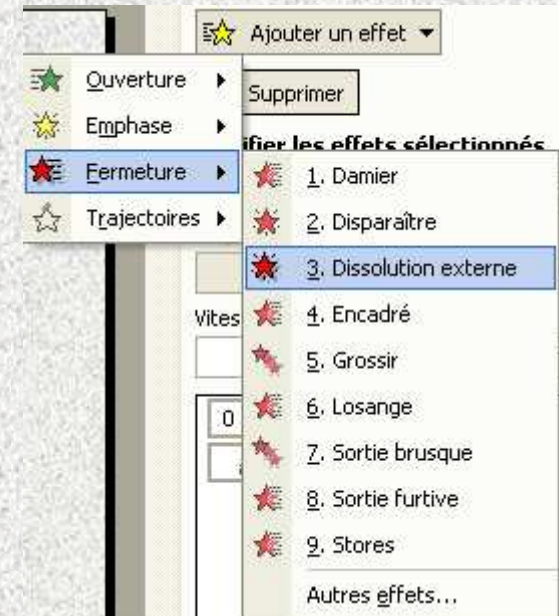 Ajouter un effet
Ouverture
Emphase
Fermeture
Trajectoires
Supprimer
ifier les effets sélectionnés
1. Damier
2. Disparaître
3. Dissolution externe
4. Encadré
5. Grossir
6. Losange
7. Sortie brusque
8. Sortie furtive
9. Stores
Autres effets...
Vites
0